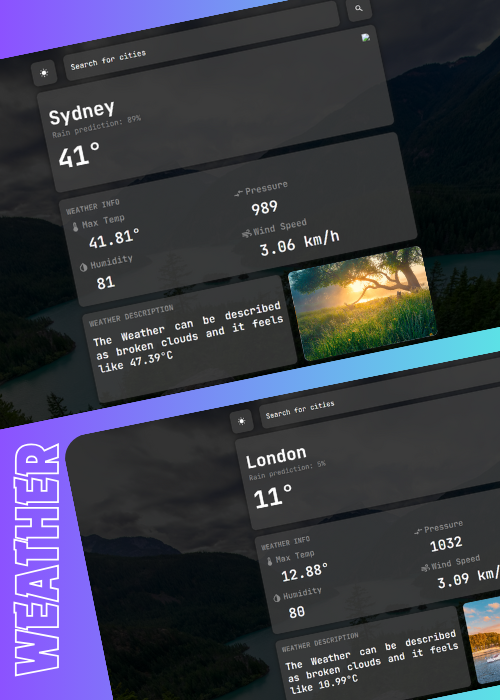 Search for cities
Sydney
Rain prediction: 89%
41°
WEATHER INFO
Max Temp
41.81°
Humidity
81
Pressure
989
Wind Speed
3.06 km/h
WEATHER DESCRIPTION
The Weather can be described
as broken clouds and it feels
like 47.39°C
WEATHER
Search for cities
London
Rain prediction: 5%
11°
WEATHER INFO
Max Temp
12.88°
Humidity
80
Pressure
1032
Wind Speed
3.09 km/
WEATHER DESCRIPTION
The Weather can be described
as broken clouds and it feels
like 10.99°C